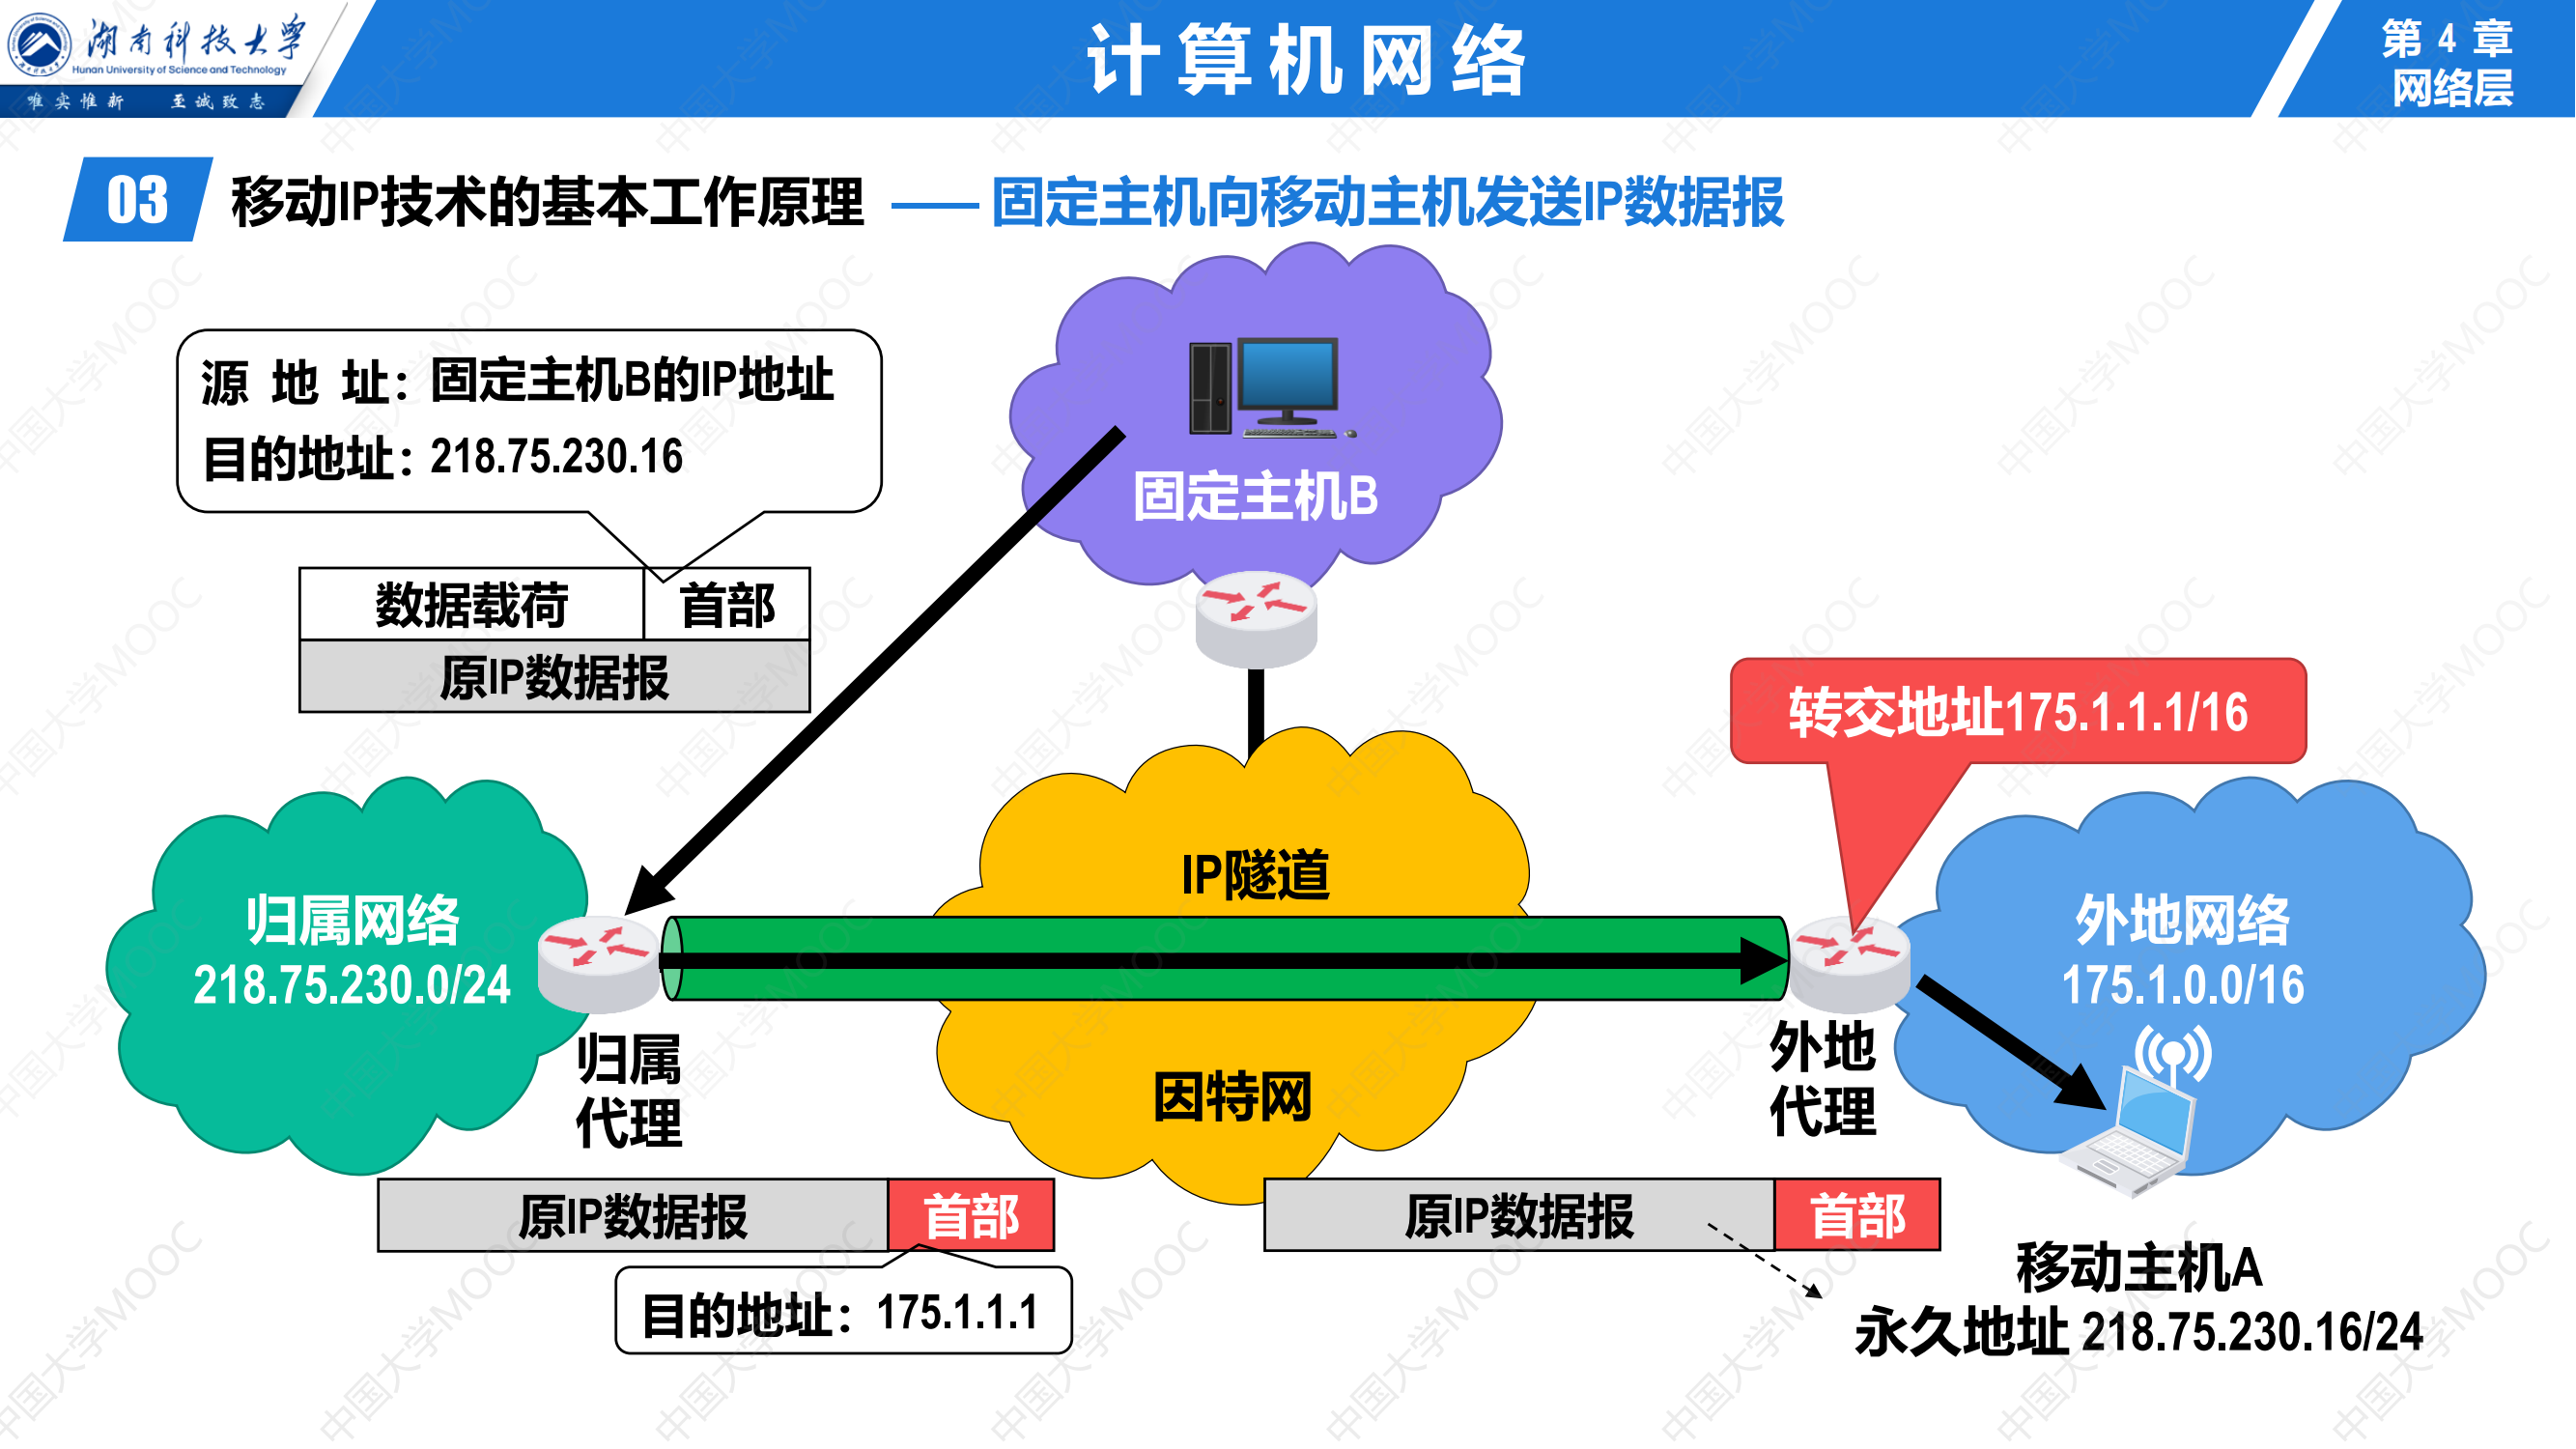 湖南科技大学
Hunan University of Science and Technology
唯实惟新 至诚致志
计算机网络
第 4 章
网络层
03 移动IP技术的基本工作原理 —— 固定主机向移动主机发送IP数据报
源 地 址：固定主机B的IP地址
目的地址：218.75.230.16
固定主机B
数据载荷 首部
原IP数据报
转交地址175.1.1.1/16
IP隧道
归属网络
218.75.230.0/24
外地网络
175.1.0.0/16
归属
代理
因特网
外地
代理
原IP数据报 首部
目的地址：175.1.1.1
原IP数据报 首部
移动主机A
永久地址 218.75.230.16/24
中国大学MOOC